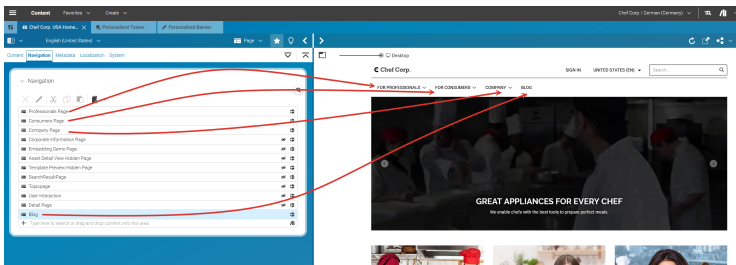 Content Favorites Create Chef Corp. | German (Germany)
Chef Corp. USA Home... Personalized Teaser Personalized Banner
English (United States) Page
Content Navigation Metadata Localization System
Desktop
Navigation
Professionals Page
Consumers Page
Company Page
Corporate Information Page
Embedding Demo Page
Asset Detail View Hidden Page
Template Preview Hidden Page
SearchResultPage
Topicpage
User Interaction
Detail Page
Blog
Type here to search or drag and drop content onto this area.
Chef Corp. SIGN IN UNITED STATES (EN) Search...
FOR PROFESSIONALS FOR CONSUMERS COMPANY BLOG
GREAT APPLIANCES FOR EVERY CHEF
We enable chefs with the best tools to prepare perfect meals.